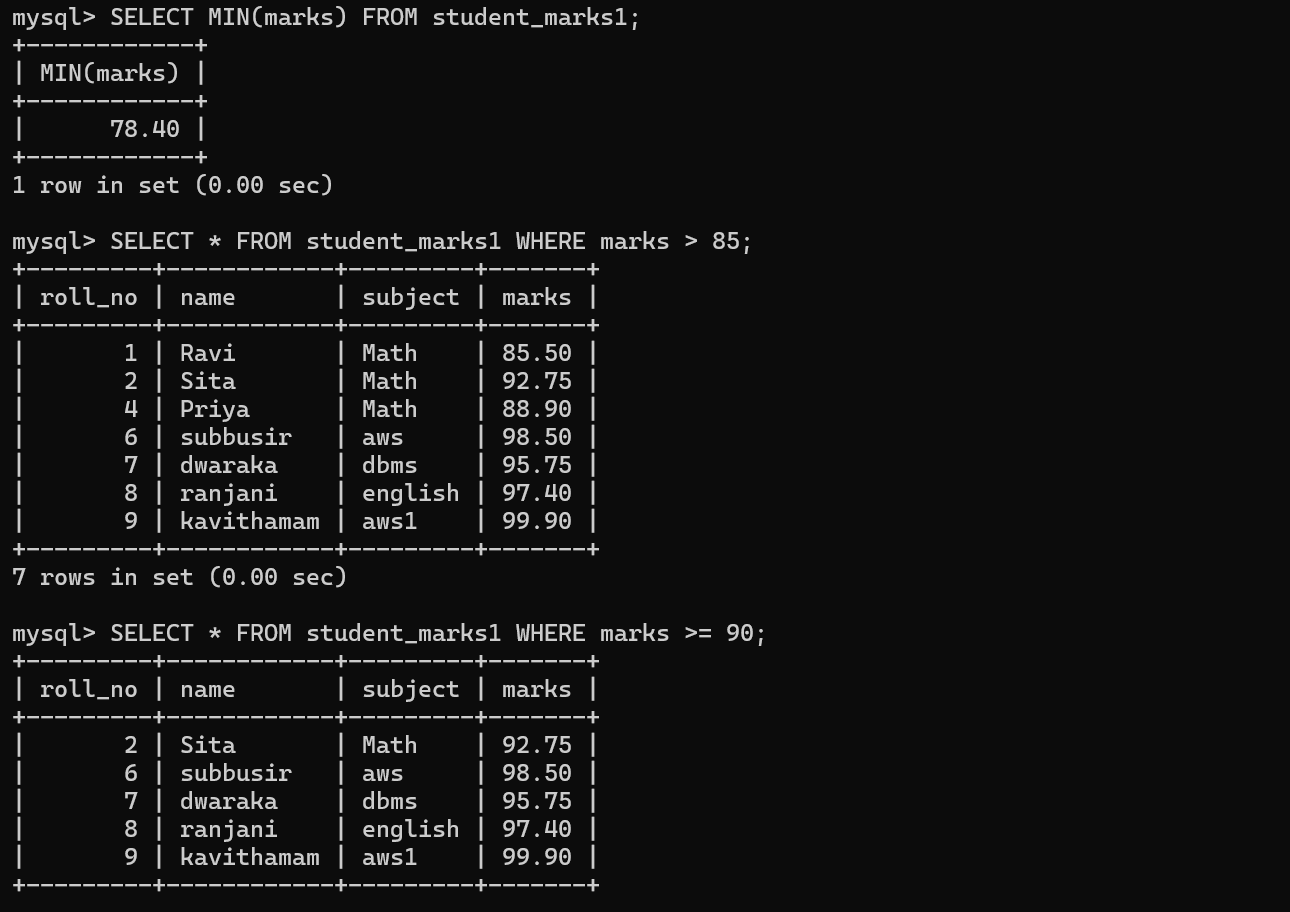 mysql> SELECT MIN(marks) FROM student_marks1;
+------------+
| MIN(marks) |
+------------+
|      78.40 |
+------------+
1 row in set (0.00 sec)

mysql> SELECT * FROM student_marks1 WHERE marks > 85;
+---------+------------+---------+-------+
| roll_no | name       | subject | marks |
+---------+------------+---------+-------+
|       1 | Ravi       | Math    | 85.50 |
|       2 | Sita       | Math    | 92.75 |
|       4 | Priya      | Math    | 88.90 |
|       6 | subbusir   | aws     | 98.50 |
|       7 | dwaraka    | dbms    | 95.75 |
|       8 | ranjani    | english | 97.40 |
|       9 | kavithamam | aws1    | 99.90 |
+---------+------------+---------+-------+
7 rows in set (0.00 sec)

mysql> SELECT * FROM student_marks1 WHERE marks >= 90;
+---------+------------+---------+-------+
| roll_no | name       | subject | marks |
+---------+------------+---------+-------+
|       2 | Sita       | Math    | 92.75 |
|       6 | subbusir   | aws     | 98.50 |
|       7 | dwaraka    | dbms    | 95.75 |
|       8 | ranjani    | english | 97.40 |
|       9 | kavithamam | aws1    | 99.90 |
+---------+------------+---------+-------+